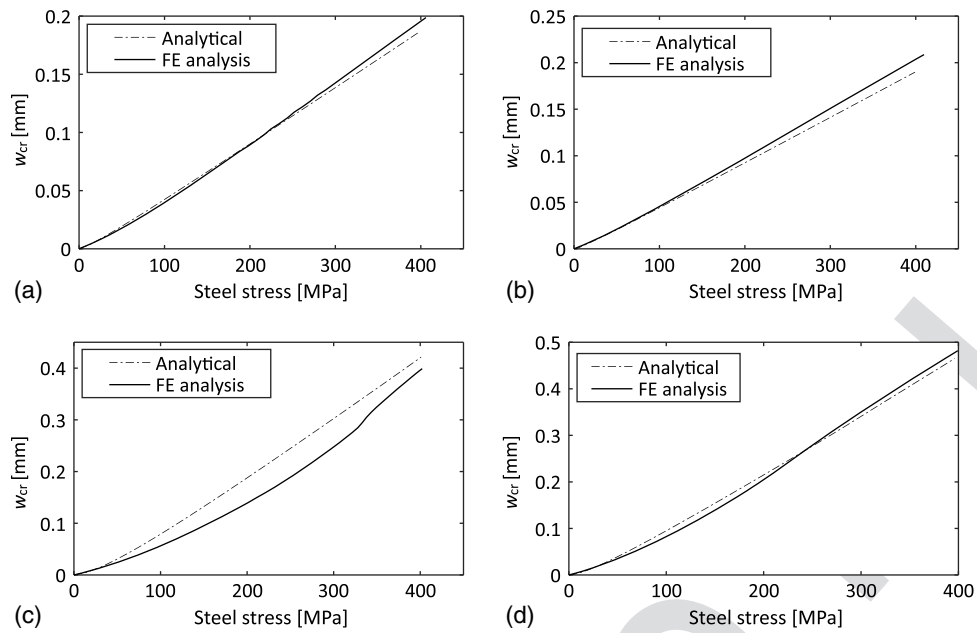 0.2
0.15
0.1
0.05
0
w_cr [mm]
Analytical
FE analysis
0 100 200 300 400
Steel stress [MPa]
(a)
0.25
0.2
0.15
0.1
0.05
0
w_cr [mm]
Analytical
FE analysis
0 100 200 300 400
Steel stress [MPa]
(b)
0.4
0.3
0.2
0.1
0
w_cr [mm]
Analytical
FE analysis
0 100 200 300 400
Steel stress [MPa]
(c)
0.5
0.4
0.3
0.2
0.1
0
w_cr [mm]
Analytical
FE analysis
0 100 200 300 400
Steel stress [MPa]
(d)